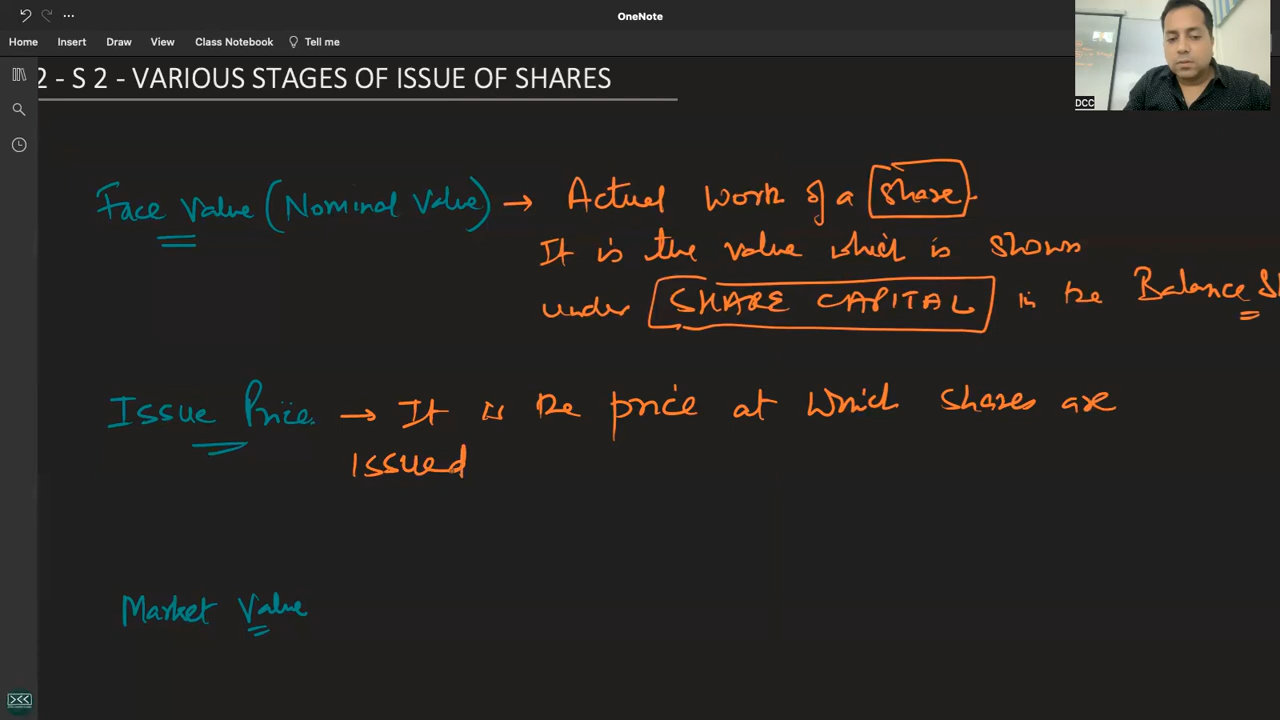 OneNote
Home Insert Draw View Class Notebook Tell me
2 - S 2 - VARIOUS STAGES OF ISSUE OF SHARES
DCC
Face Value (Nominal Value) → Actual Work of a Share.
It is the value which is shown
under SHARE CAPITAL in the Balance S
Issue Price. → It is the price at which shares are
issued
Market Value